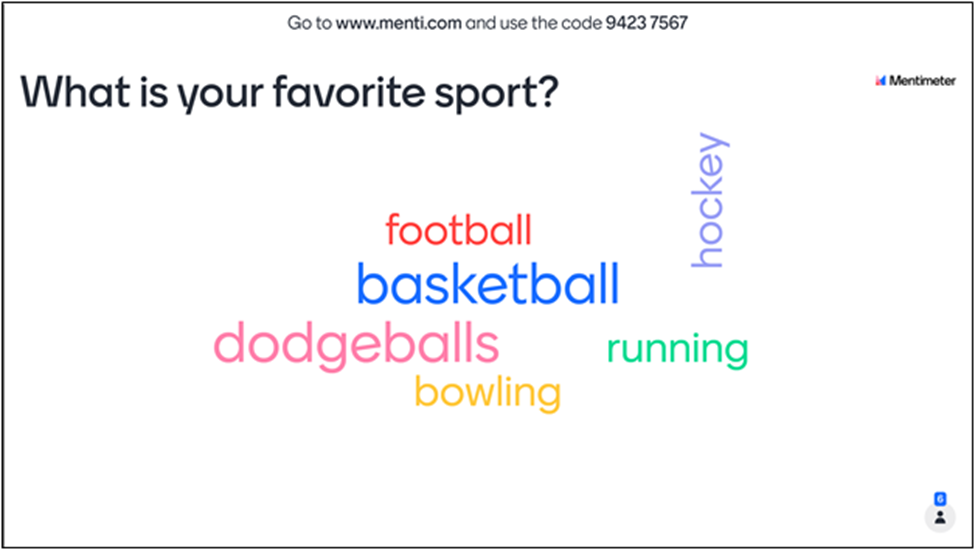 Go to www.menti.com and use the code 9423 7567
What is your favorite sport?
Mentimeter
hockey
football
basketball
dodgeballs
running
bowling
6